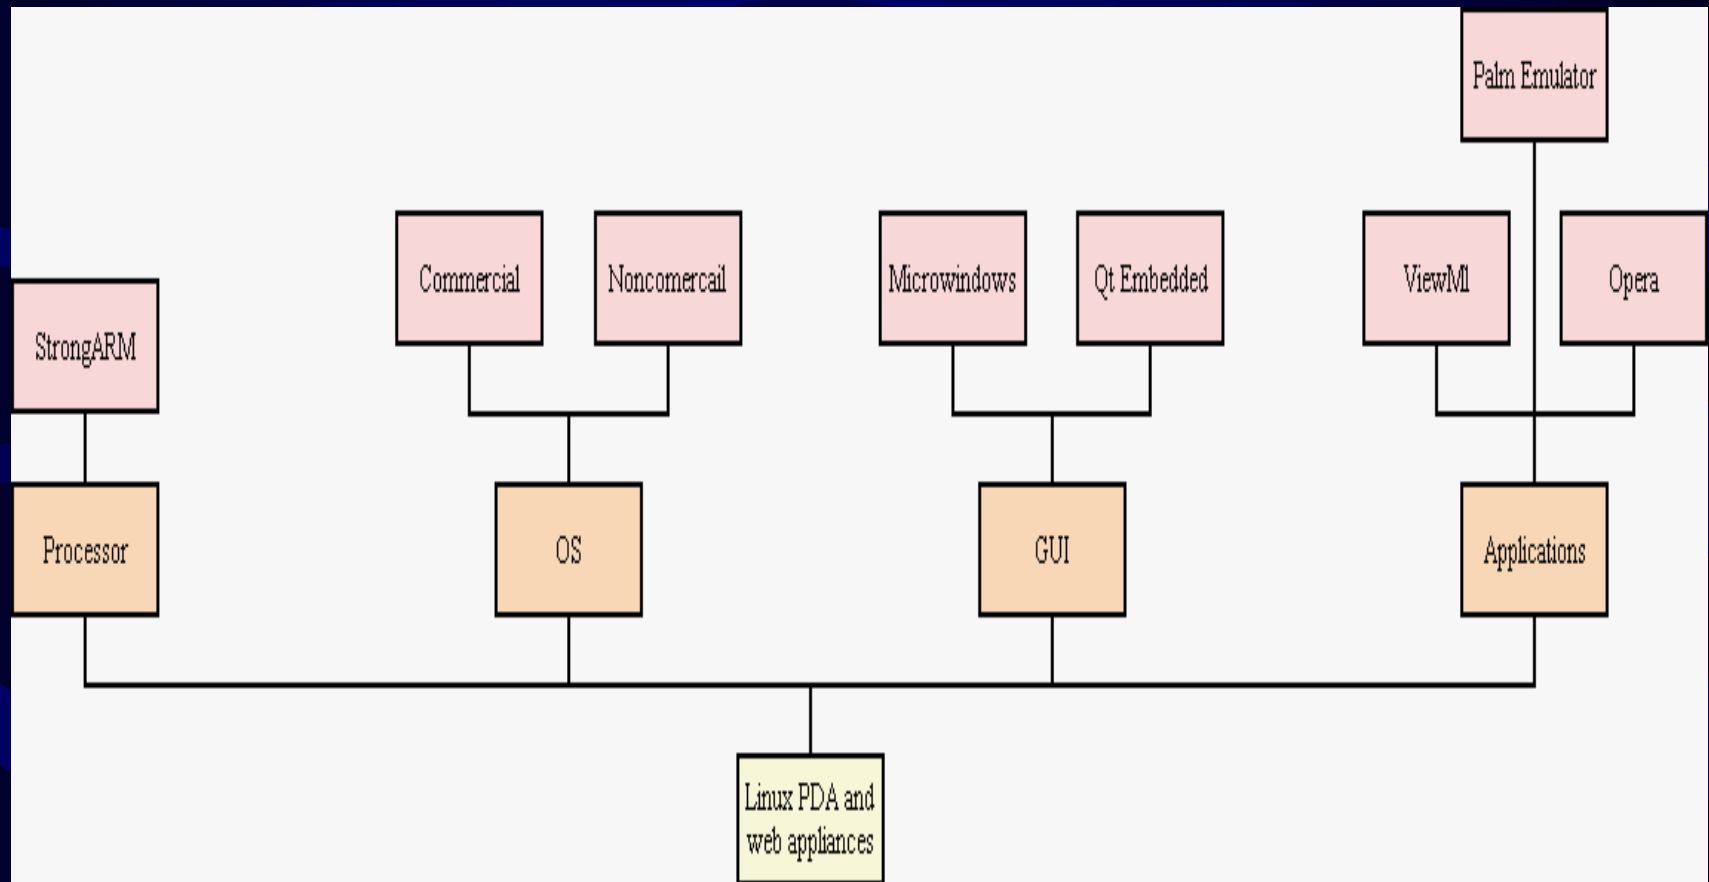 Palm Emulator
Commercial
Noncomercail
Microwindows
Qt Embedded
ViewMl
Opera
StrongARM
Processor
OS
GUI
Applications
Linux PDA and
web appliances